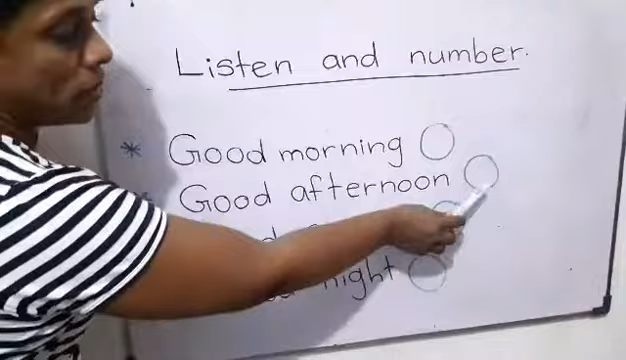 Listen and number.
* Good morning
Good afternoon
night